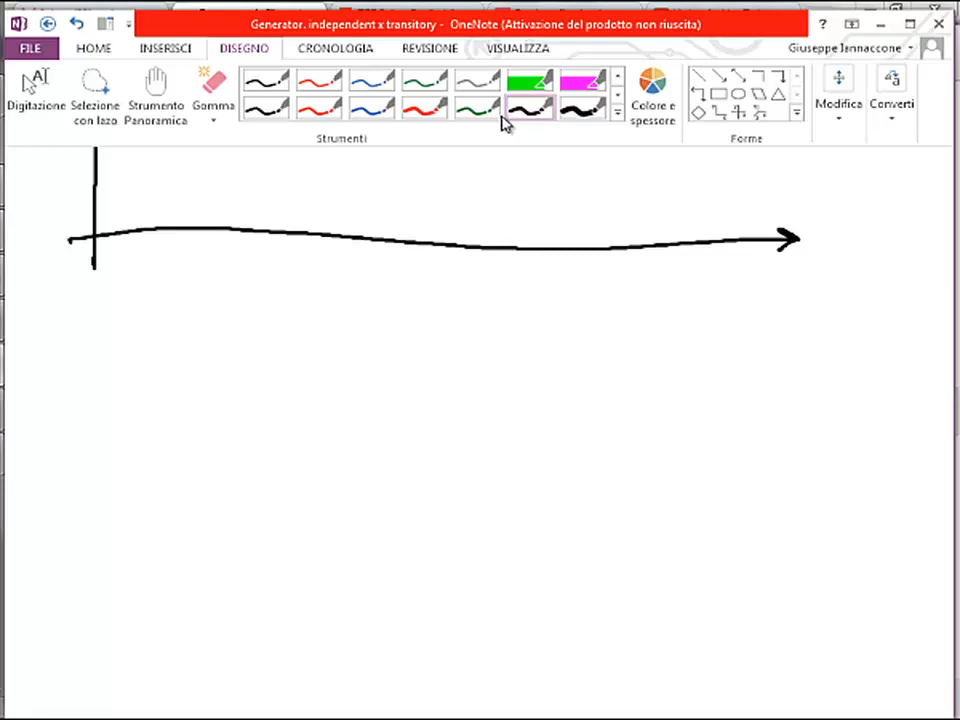 Generator. independent x transitory - OneNote (Attivazione del prodotto non riuscita)
?
FILE HOME INSERISCI DISEGNO CRONOLOGIA REVISIONE VISUALIZZA Giuseppe Iannaccone
Digitazione Selezione con lazo Strumento Panoramica Gomma Colore e spessore Modifica Converti
Strumenti Forme